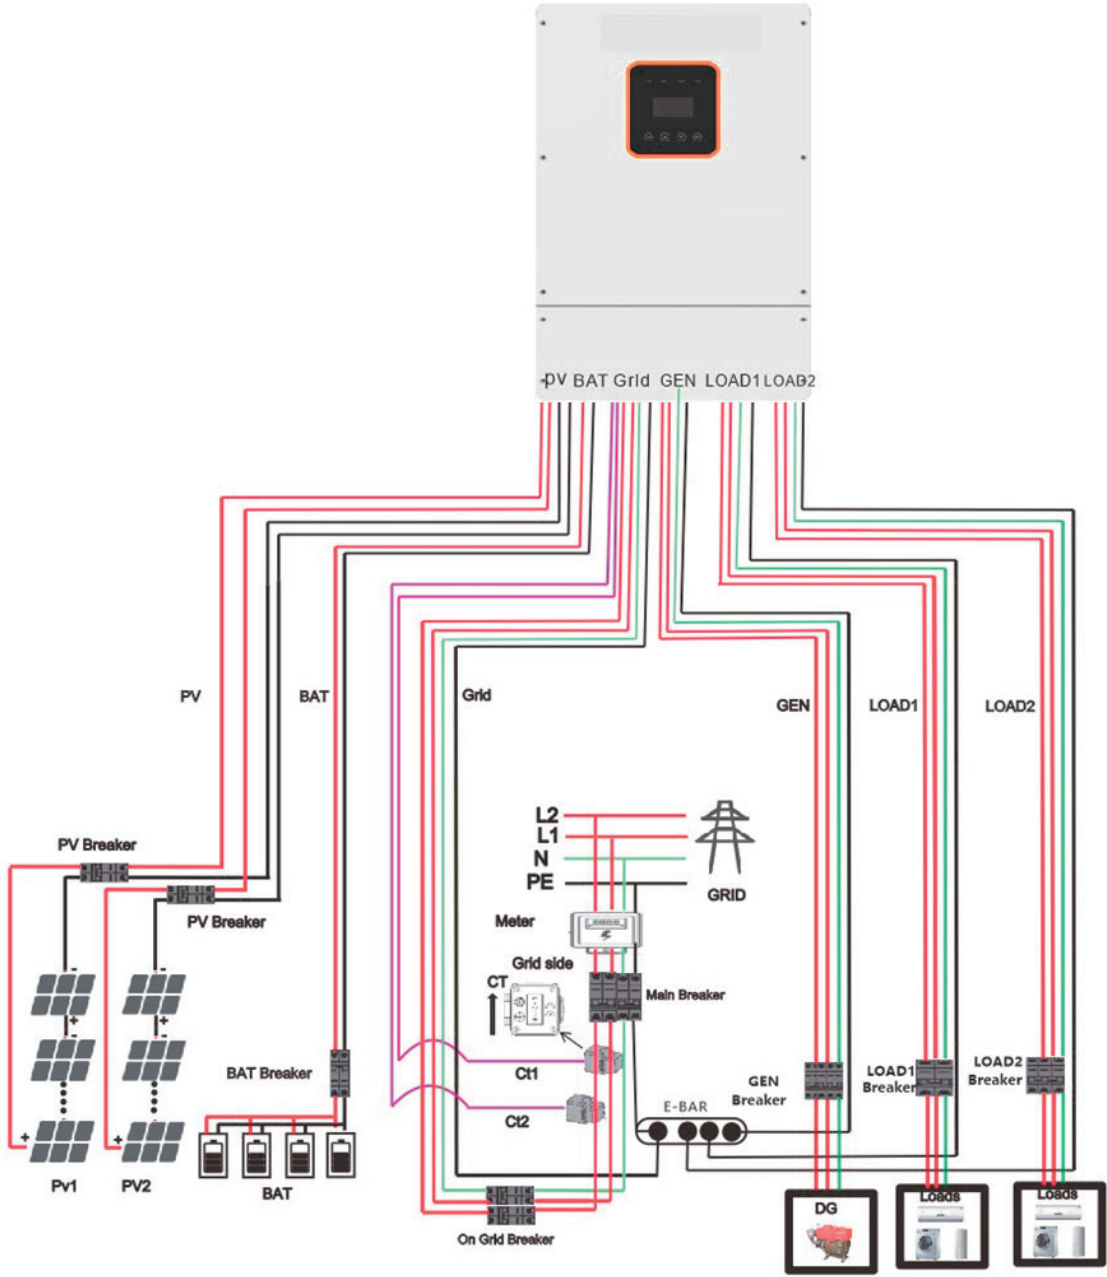 PV BAT Grid GEN LOAD1 LOAD2
PV
BAT
Grid
GEN
LOAD1
LOAD2
L2
L1
N
PE
GRID
PV Breaker
PV Breaker
Meter
Grid side
CT
Main Breaker
Ct1
Ct2
BAT Breaker
GEN
Breaker
LOAD1
Breaker
LOAD2
Breaker
E-BAR
- -
+ +
- -
+ +
Pv1
PV2
BAT
On Grid Breaker
DG
Loads
Loads